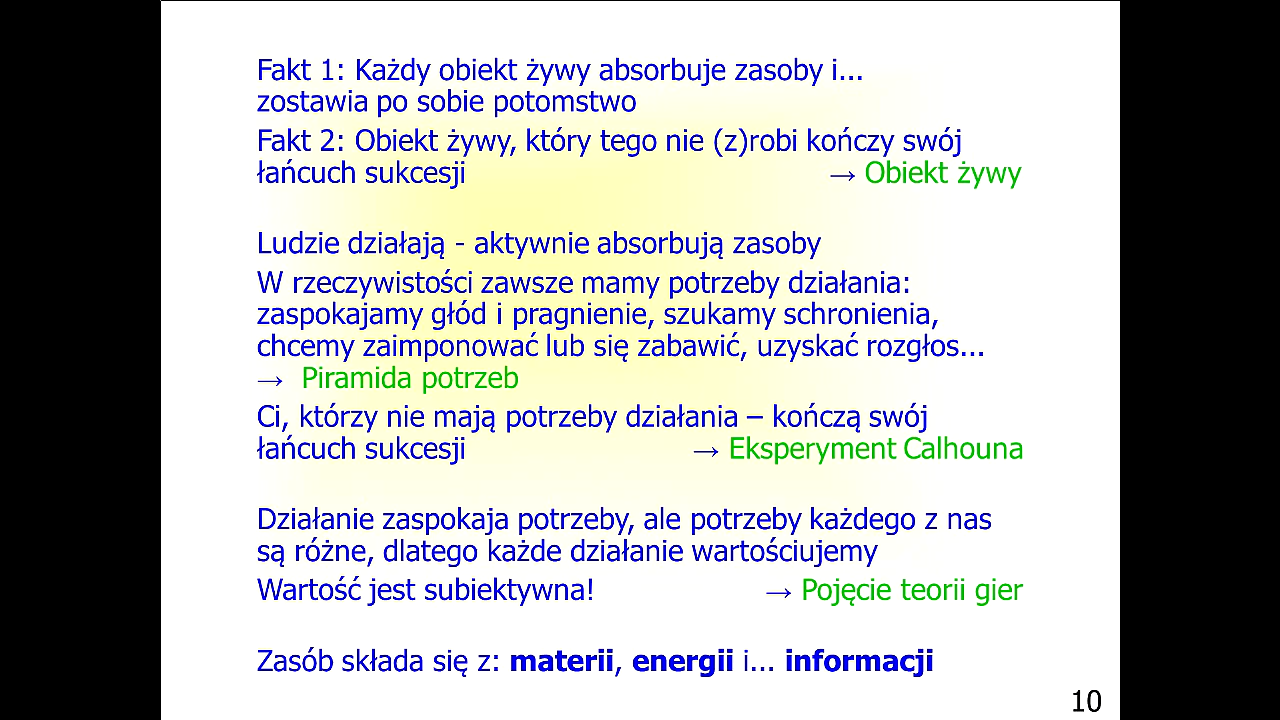 Fakt 1: Każdy obiekt żywy absorbuje zasoby i...
zostawia po sobie potomstwo
Fakt 2: Obiekt żywy, który tego nie (z)robi kończy swój
łańcuch sukcesji → Obiekt żywy
Ludzie działają - aktywnie absorbują zasoby
W rzeczywistości zawsze mamy potrzeby działania:
zaspokajamy głód i pragnienie, szukamy schronienia,
chcemy zaimponować lub się zabawić, uzyskać rozgłos...
→ Piramida potrzeb
Ci, którzy nie mają potrzeby działania – kończą swój
łańcuch sukcesji → Eksperyment Calhouna
Działanie zaspokaja potrzeby, ale potrzeby każdego z nas
są różne, dlatego każde działanie wartościujemy
Wartość jest subiektywna! → Pojęcie teorii gier
Zasób składa się z: materii, energii i... informacji
10